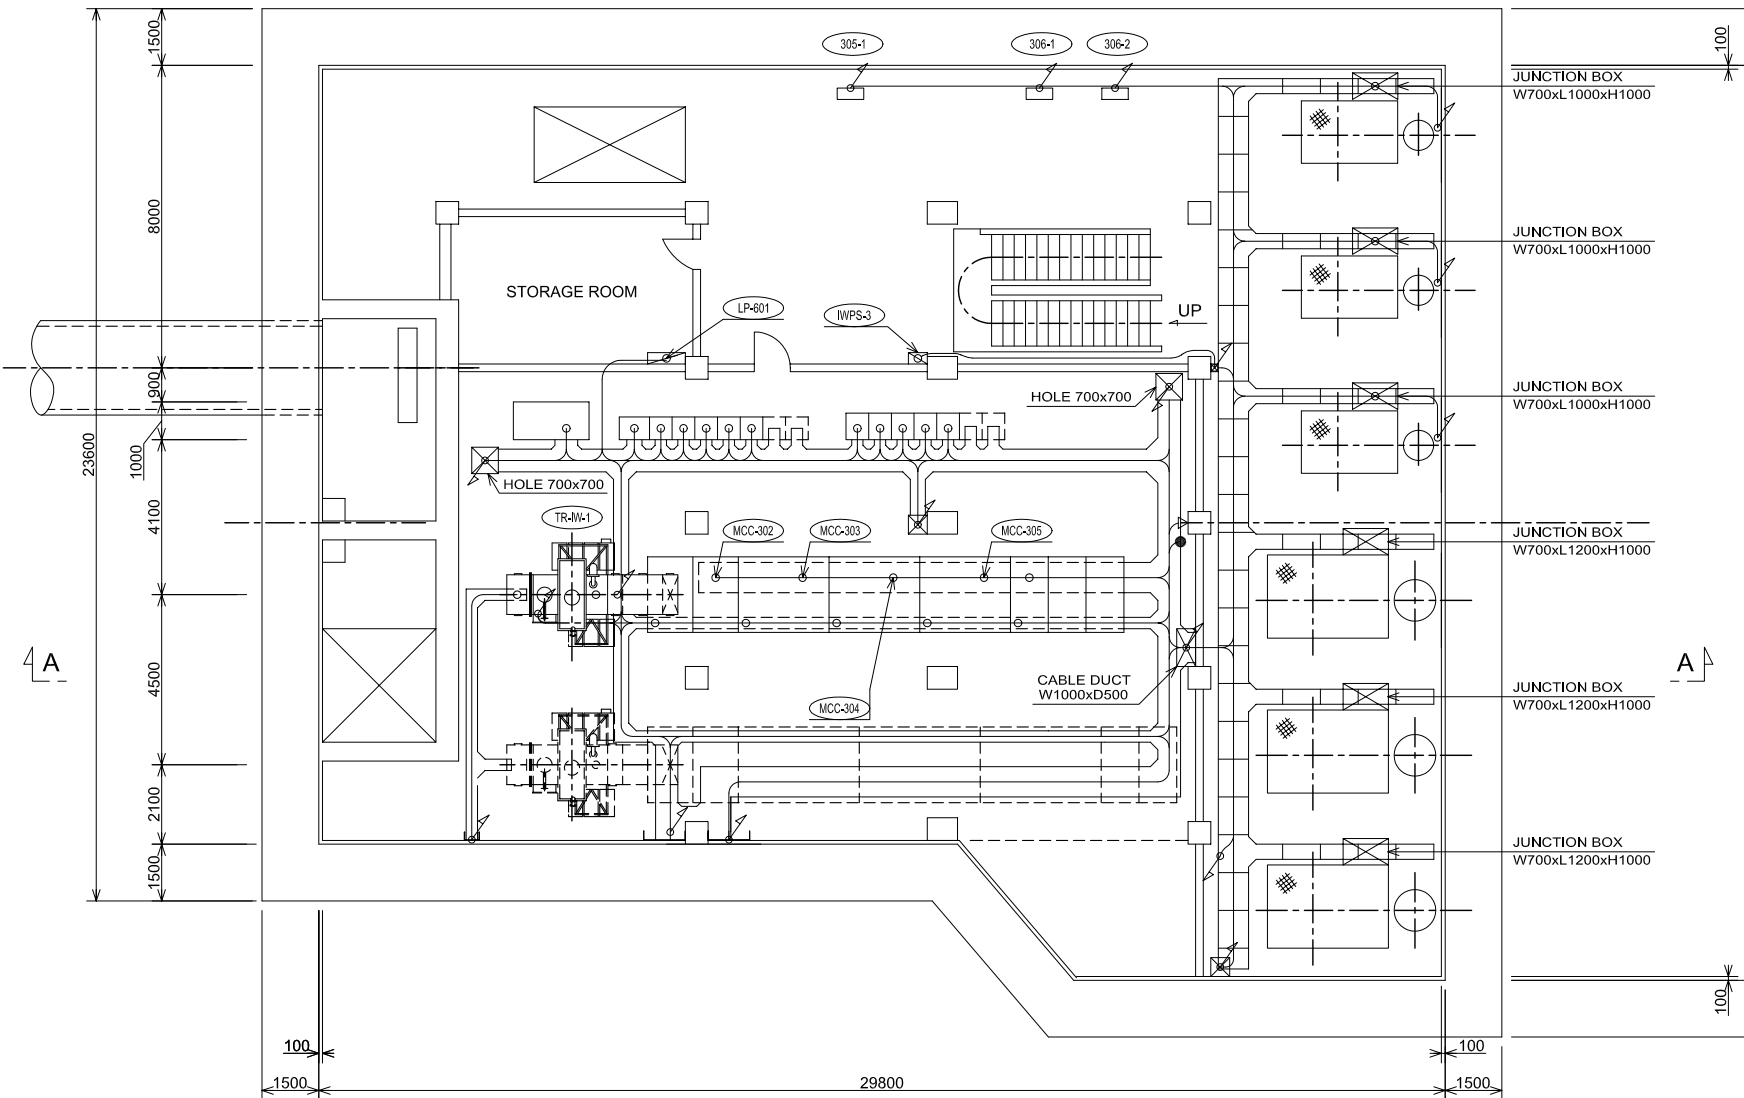 305-1
306-1
306-2
100
JUNCTION BOX
W700xL1000xH1000
1500
8000
JUNCTION BOX
W700xL1000xH1000
STORAGE ROOM
LP-601
IWPS-3
UP
900
1000
23600
HOLE 700x700
JUNCTION BOX
W700xL1000xH1000
HOLE 700x700
4100
TR-IW-1
MCC-302
MCC-303
MCC-305
JUNCTION BOX
W700xL1200xH1000
A
4500
CABLE DUCT
W1000xD500
MCC-304
A
JUNCTION BOX
W700xL1200xH1000
2100
1500
JUNCTION BOX
W700xL1200xH1000
100
100
100
1500
29800
1500